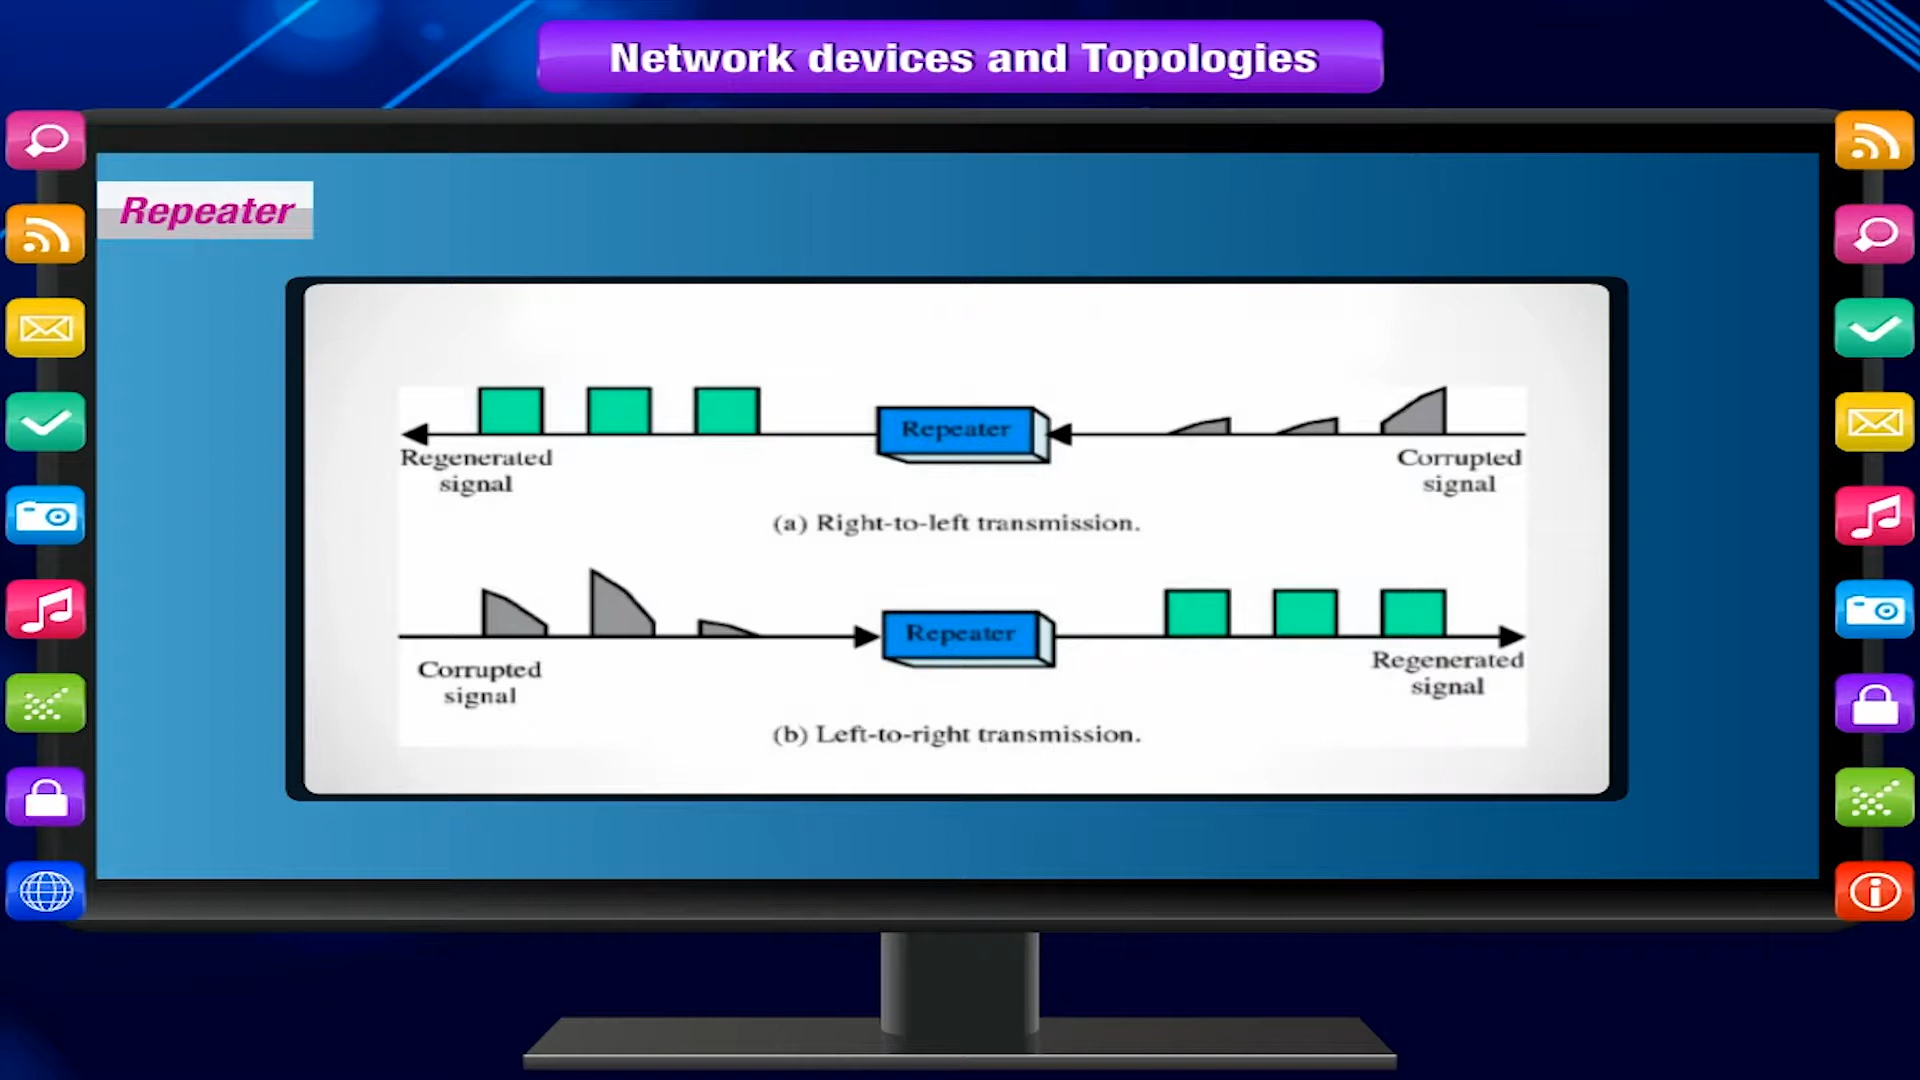 Network devices and Topologies
Repeater
Repeater
Regenerated
signal
Corrupted
signal
(a) Right-to-left transmission.
Repeater
Corrupted
signal
Regenerated
signal
(b) Left-to-right transmission.